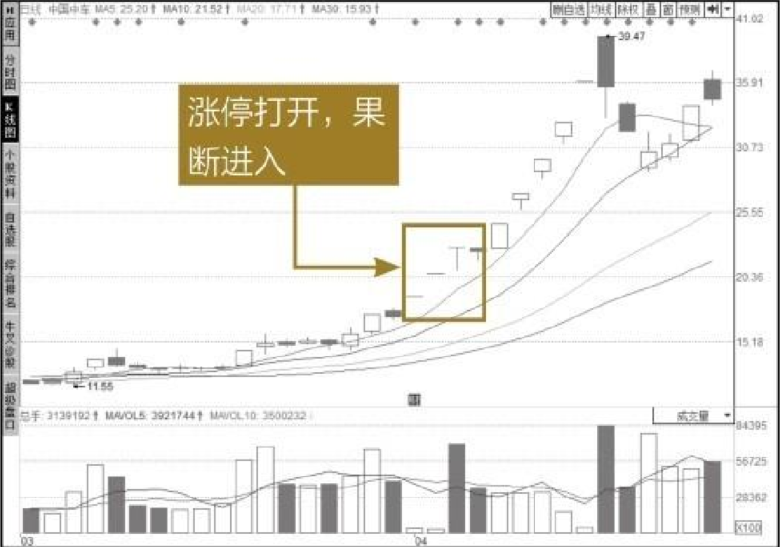 日线 中国中车 MA5: 25.20↑ MA10: 21.52↑ MA20: 17.71↑ MA30: 15.93↑
删自选 均线 除权 叠 窗 预测
应用
分时图
K线图
个股资料
自选股
综合排名
牛叉诊股
超级盘口
41.02
39.47
35.91
涨停打开，果
断进入
30.73
25.55
20.36
15.18
11.55
总手: 3139192↑ MAVOL5: 3921744↑ MAVOL10: 3500232↓
成交量
84395
56725
28362
X100
03
04